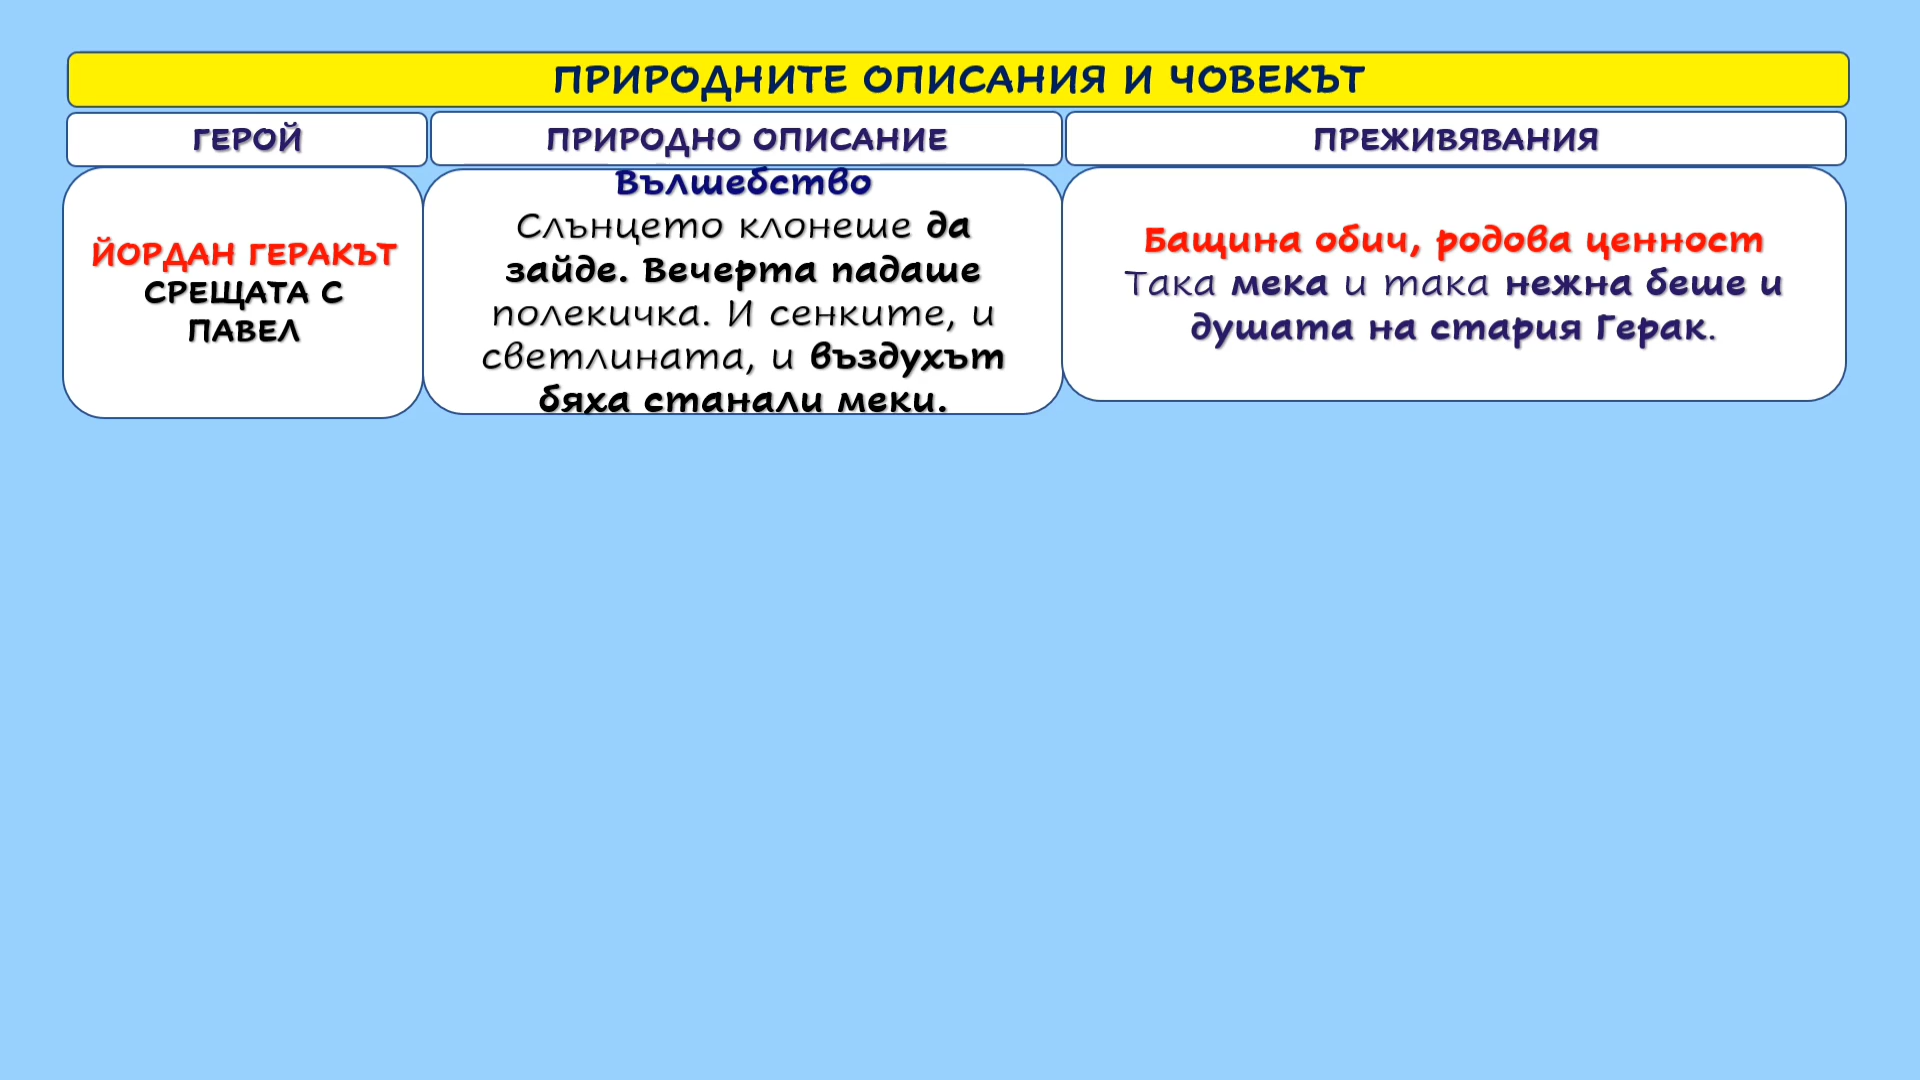 ПРИРОДНИТЕ ОПИСАНИЯ И ЧОВЕКЪТ
ГЕРОЙ
ПРИРОДНО ОПИСАНИЕ
ПРЕЖИВЯВАНИЯ
ЙОРДАН ГЕРАКЪТ
СРЕЩАТА С
ПАВЕЛ
Вълшебство
Слънцето клонеше да
зайде. Вечерта падаше
полекичка. И сенките, и
светлината, и въздухът
бяха станали меки.
Бащина обич, родова ценност
Така мека и така нежна беше и
душата на стария Герак.